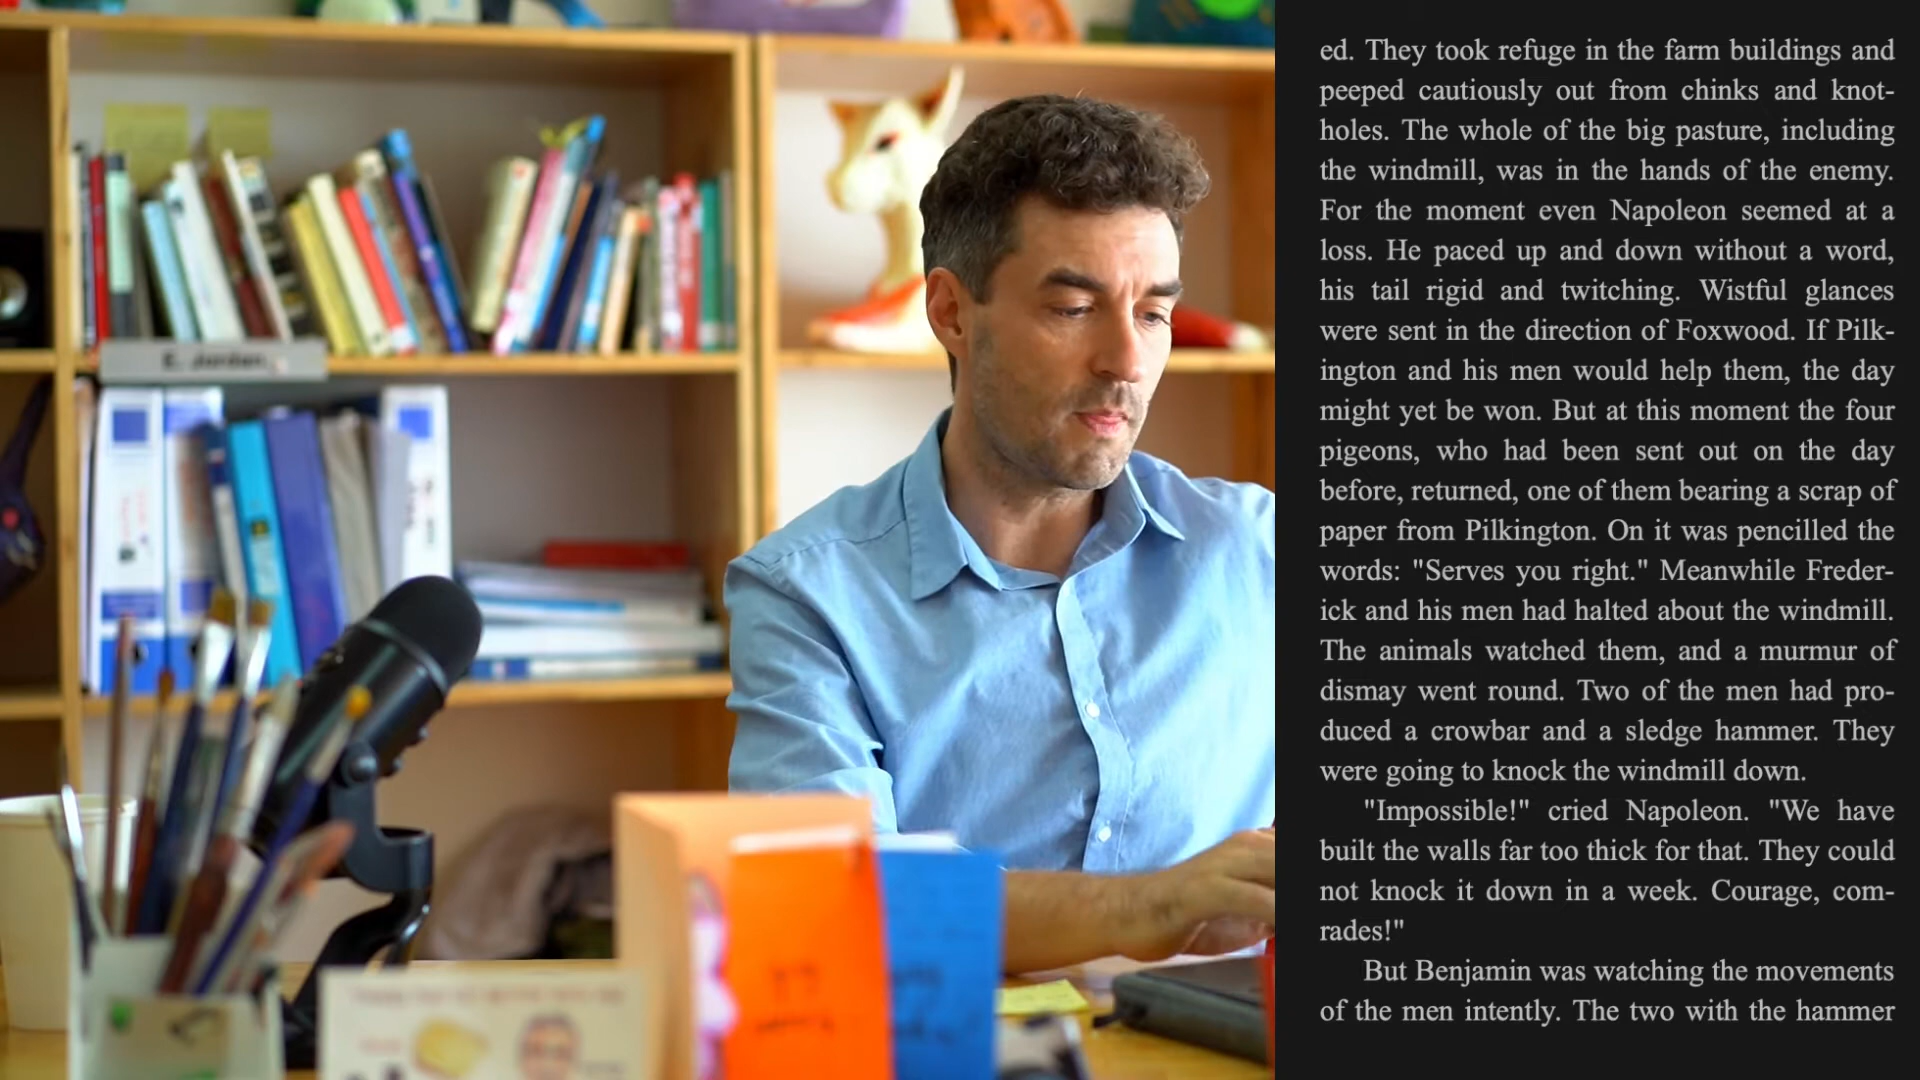 E. Jordan
ed. They took refuge in the farm buildings and
peeped cautiously out from chinks and knot-
holes. The whole of the big pasture, including
the windmill, was in the hands of the enemy.
For the moment even Napoleon seemed at a
loss. He paced up and down without a word,
his tail rigid and twitching. Wistful glances
were sent in the direction of Foxwood. If Pilk-
ington and his men would help them, the day
might yet be won. But at this moment the four
pigeons, who had been sent out on the day
before, returned, one of them bearing a scrap of
paper from Pilkington. On it was pencilled the
words: "Serves you right." Meanwhile Freder-
ick and his men had halted about the windmill.
The animals watched them, and a murmur of
dismay went round. Two of the men had pro-
duced a crowbar and a sledge hammer. They
were going to knock the windmill down.
"Impossible!" cried Napoleon. "We have
built the walls far too thick for that. They could
not knock it down in a week. Courage, com-
rades!"
But Benjamin was watching the movements
of the men intently. The two with the hammer